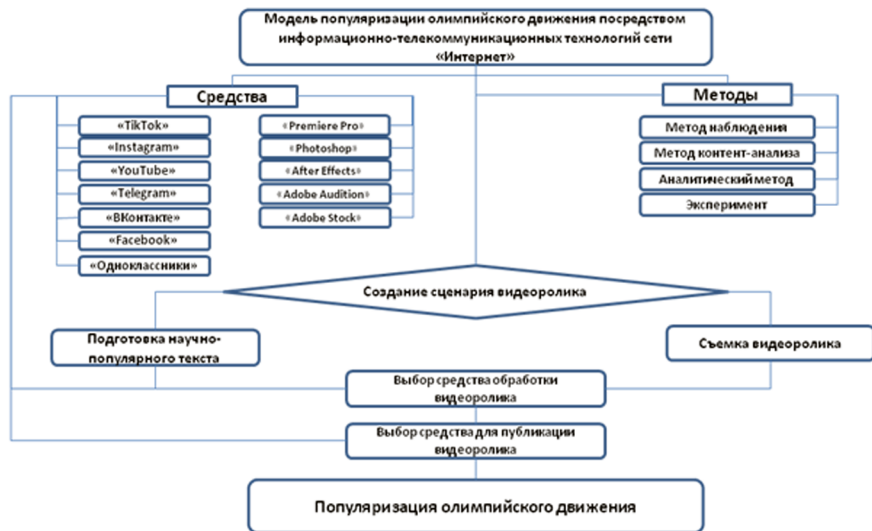 Модель популяризации олимпийского движения посредством
информационно-телекоммуникационных технологий сети
«Интернет»
Средства
Методы
«TikTok»
«Instagram»
«YouTube»
«Telegram»
«ВКонтакте»
«Facebook»
«Одноклассники»
«Premiere Pro»
«Photoshop»
«After Effects»
«Adobe Audition»
«Adobe Stock»
Метод наблюдения
Метод контент-анализа
Аналитический метод
Эксперимент
Создание сценария видеоролика
Подготовка научно-
популярного текста
Съемка видеоролика
Выбор средства обработки
видеоролика
Выбор средства для публикации
видеоролика
Популяризация олимпийского движения